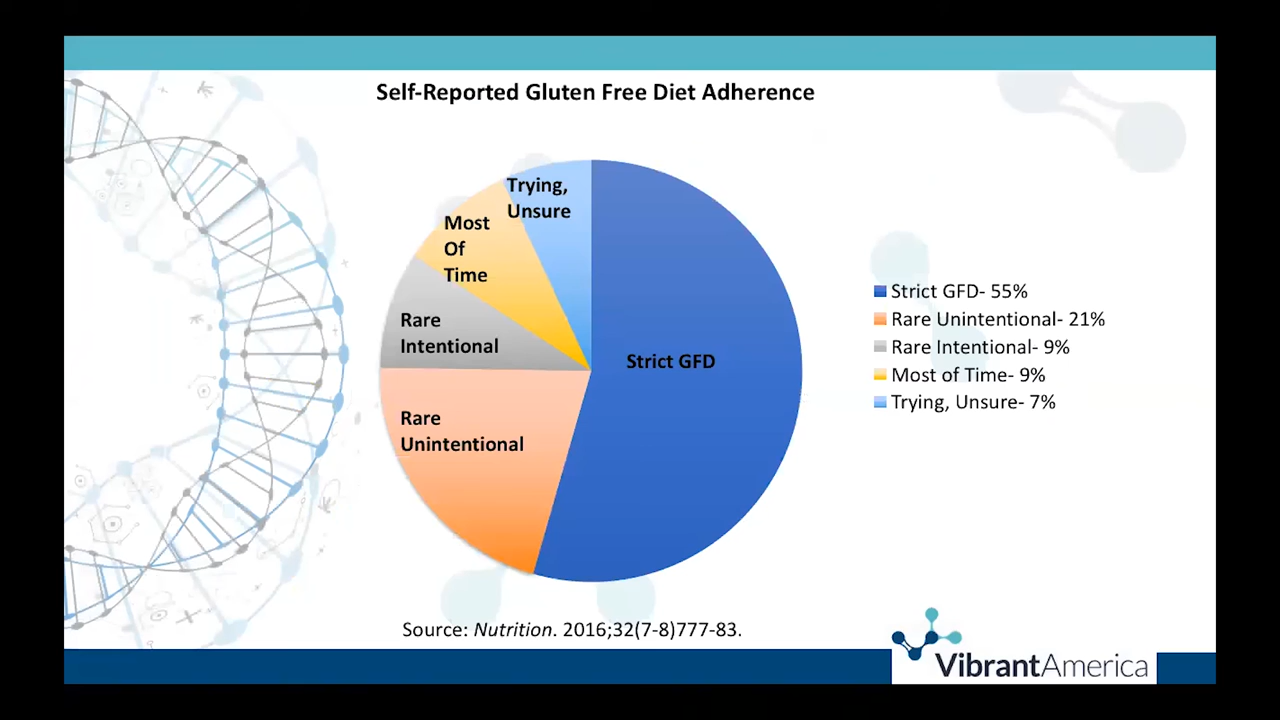 Self-Reported Gluten Free Diet Adherence
Trying,
Unsure
Most
Of
Time
Rare
Intentional
Strict GFD
Rare
Unintentional
Strict GFD- 55%
Rare Unintentional- 21%
Rare Intentional- 9%
Most of Time- 9%
Trying, Unsure- 7%
Source: Nutrition. 2016;32(7-8)777-83.
VibrantAmerica